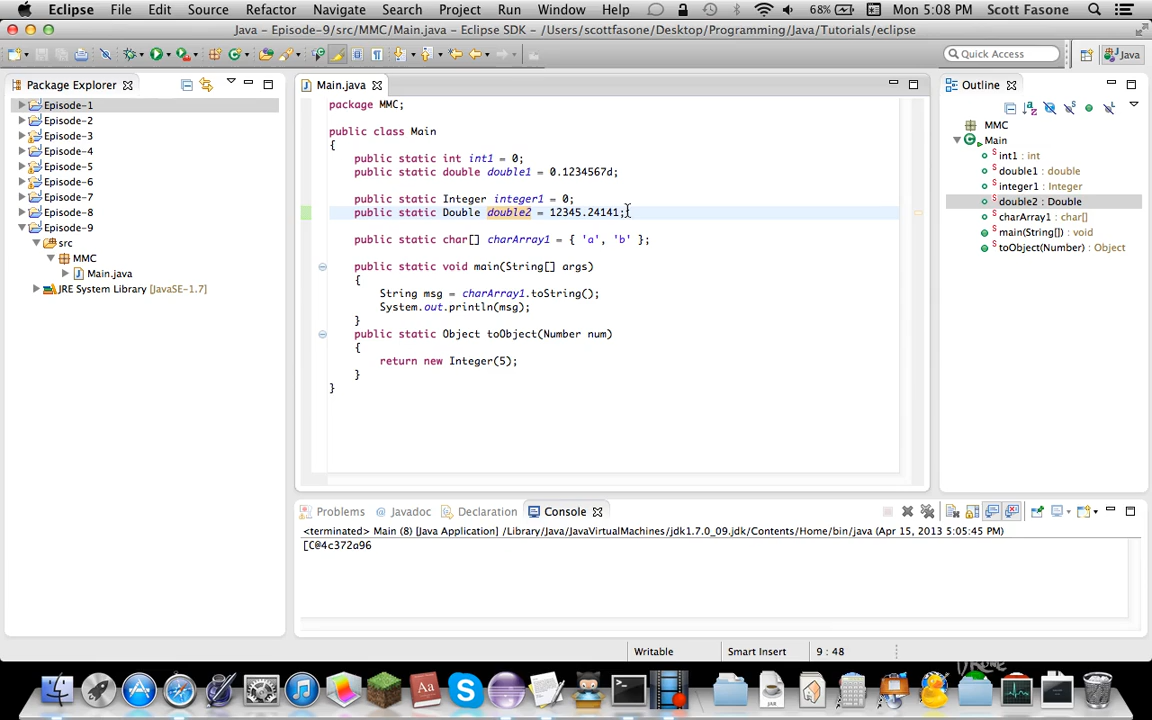 Eclipse File Edit Source Refactor Navigate Search Project Run Window Help 68% Mon 5:08 PM Scott Fasone
Java – Episode-9/src/MMC/Main.java – Eclipse SDK – /Users/scottfasone/Desktop/Programming/Java/Tutorials/eclipse
Quick Access Java
Package Explorer
Episode-1
Episode-2
Episode-3
Episode-4
Episode-5
Episode-6
Episode-7
Episode-8
Episode-9
src
MMC
Main.java
JRE System Library [JavaSE-1.7]
Main.java
package MMC;
public class Main
{
public static int int1 = 0;
public static double double1 = 0.1234567d;
public static Integer integer1 = 0;
public static Double double2 = 12345.24141;
public static char[] charArray1 = { 'a', 'b' };
public static void main(String[] args)
{
String msg = charArray1.toString();
System.out.println(msg);
}
public static Object toObject(Number num)
{
return new Integer(5);
}
}
Outline
MMC
Main
int1 : int
double1 : double
integer1 : Integer
double2 : Double
charArray1 : char[]
main(String[]) : void
toObject(Number) : Object
Problems Javadoc Declaration Console
<terminated> Main (8) [Java Application] /Library/Java/JavaVirtualMachines/jdk1.7.0_09.jdk/Contents/Home/bin/java (Apr 15, 2013 5:05:45 PM)
[C@4c372a96
Writable Smart Insert 9 : 48